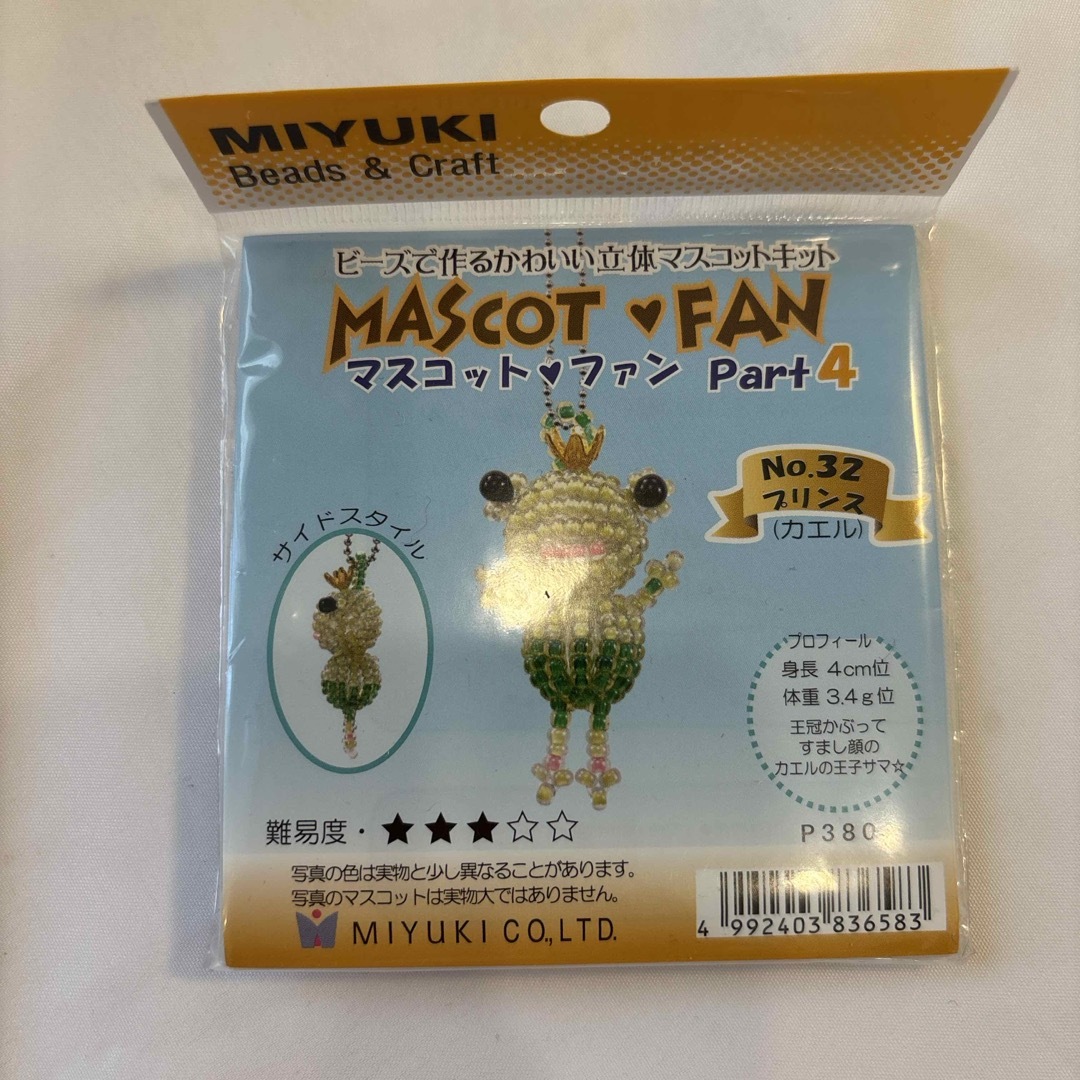 MIYUKI
Beads & Craft
ビーズで作るかわいい立体マスコットキット
MASCOT ♥ FAN
マスコット♥ファン Part 4
No.32
プリンス
(カエル)
サイドスタイル
プロフィール
身長 4cm位
体重 3.4g位
王冠かぶって
すまし顔の
カエルの王子サマ☆
難易度・★★★☆☆
P380
写真の色は実物と少し異なることがあります。
写真のマスコットは実物大ではありません。
MIYUKI CO.,LTD.
4 992403 836583